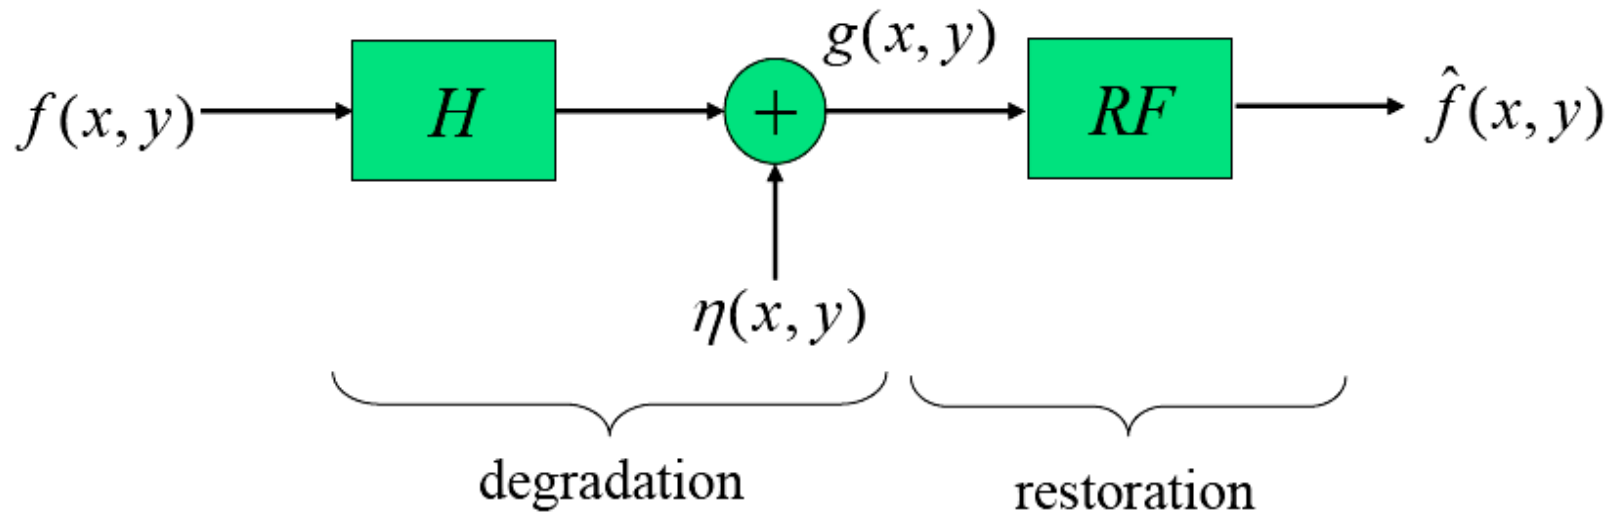 g(x, y)
f(x, y)
H
+
RF
f̂(x, y)
η(x, y)
degradation
restoration